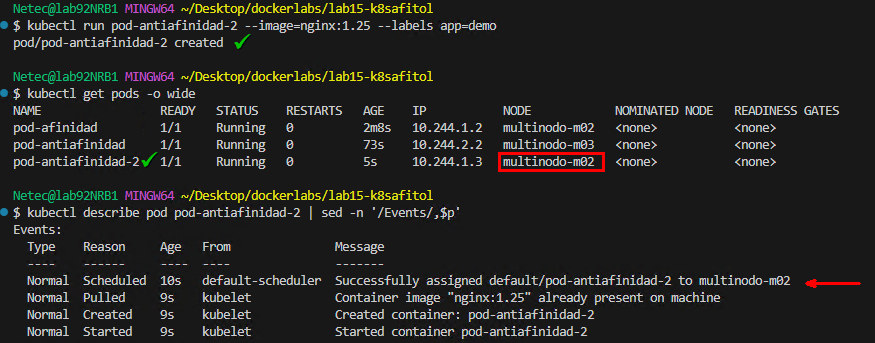 Netec@lab92NRB1 MINGW64 ~/Desktop/dockerlabs/lab15-k8safitol
$ kubectl run pod-antiafinidad-2 --image=nginx:1.25 --labels app=demo
pod/pod-antiafinidad-2 created
Netec@lab92NRB1 MINGW64 ~/Desktop/dockerlabs/lab15-k8safitol
$ kubectl get pods -o wide
NAME READY STATUS RESTARTS AGE IP NODE NOMINATED NODE READINESS GATES
pod-afinidad 1/1 Running 0 2m8s 10.244.1.2 multinodo-m02 <none> <none>
pod-antiafinidad 1/1 Running 0 73s 10.244.2.2 multinodo-m03 <none> <none>
pod-antiafinidad-2 1/1 Running 0 5s 10.244.1.3 multinodo-m02 <none> <none>
Netec@lab92NRB1 MINGW64 ~/Desktop/dockerlabs/lab15-k8safitol
$ kubectl describe pod pod-antiafinidad-2 | sed -n '/Events/,$p'
Events:
Type Reason Age From Message
---- ------ ---- ---- -------
Normal Scheduled 10s default-scheduler Successfully assigned default/pod-antiafinidad-2 to multinodo-m02
Normal Pulled 9s kubelet Container image "nginx:1.25" already present on machine
Normal Created 9s kubelet Created container: pod-antiafinidad-2
Normal Started 9s kubelet Started container pod-antiafinidad-2